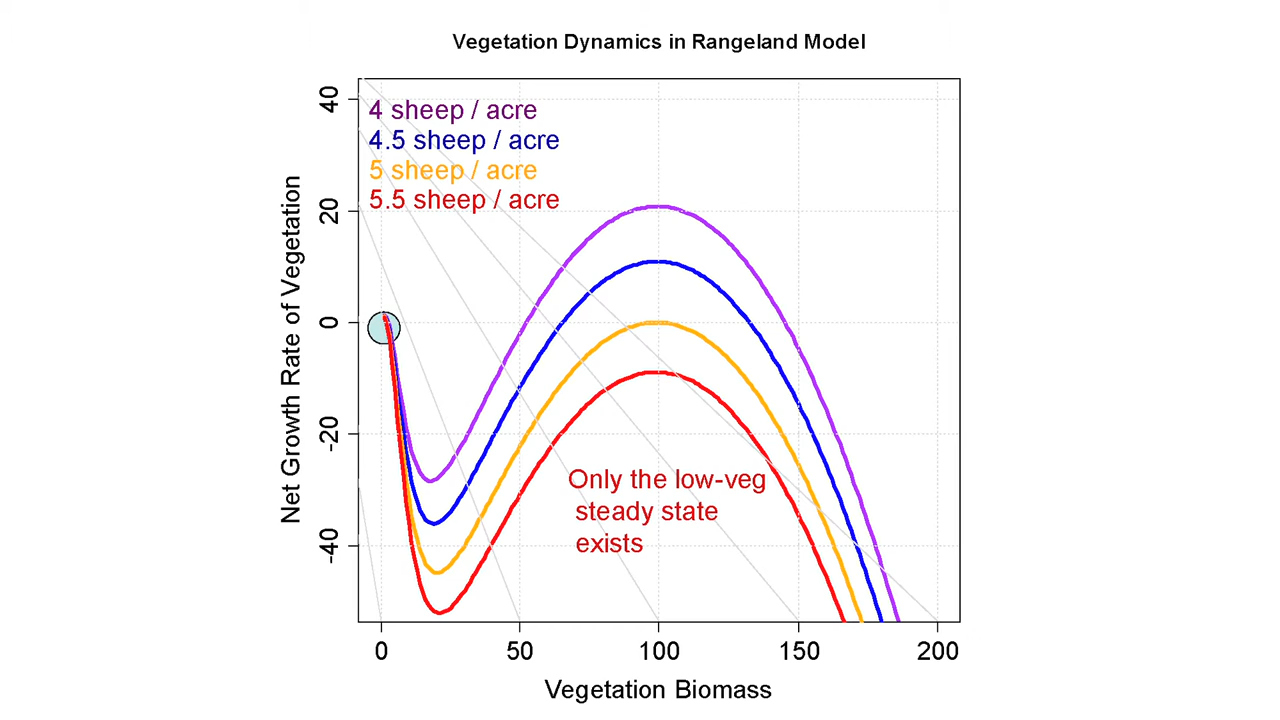 Vegetation Dynamics in Rangeland Model
4 sheep / acre
4.5 sheep / acre
5 sheep / acre
5.5 sheep / acre
Net Growth Rate of Vegetation
40
20
0
-20
-40
Only the low-veg
steady state
exists
0 50 100 150 200
Vegetation Biomass